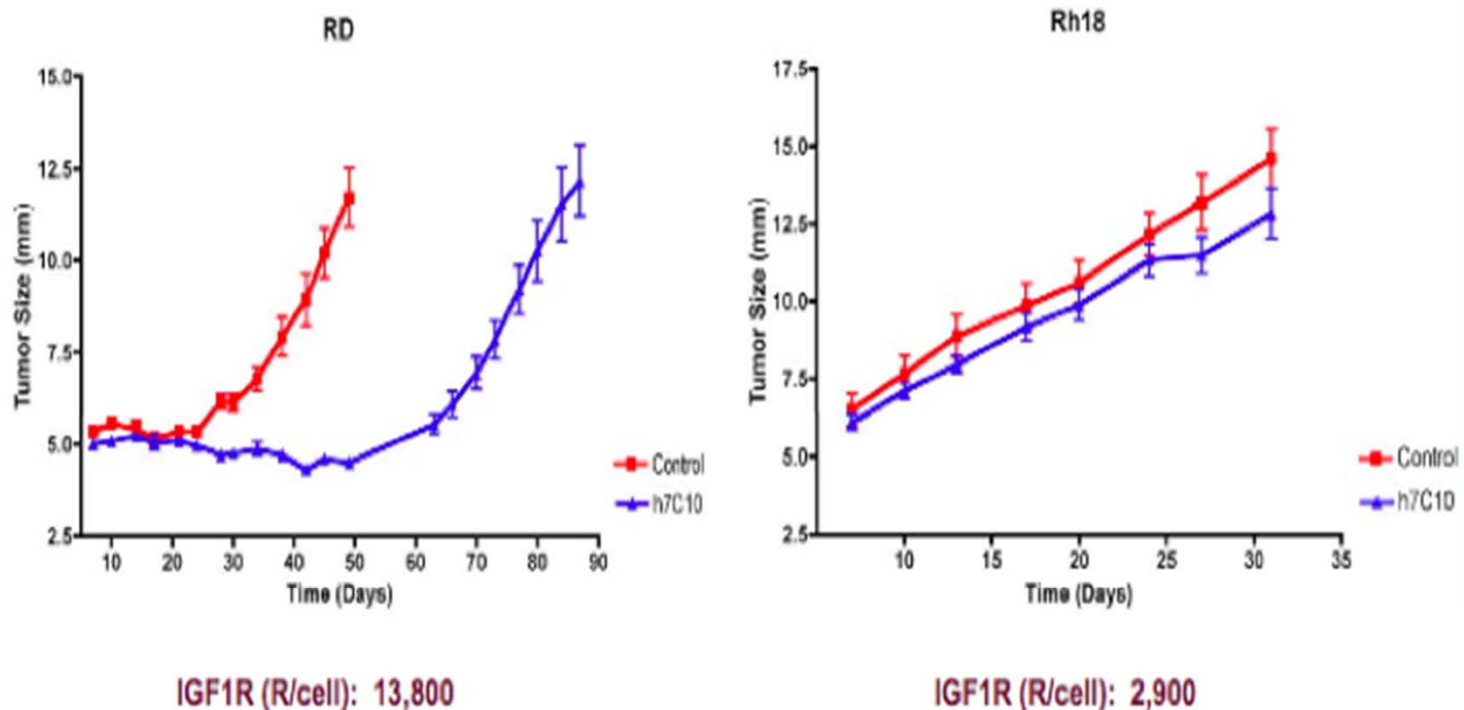 RD
15.0
12.5
10.0
7.5
5.0
2.5
Tumor Size (mm)
10 20 30 40 50 60 70 80 90
Time (Days)
Control
h7C10
IGF1R (R/cell): 13,800
Rh18
17.5
15.0
12.5
10.0
7.5
5.0
2.5
Tumor Size (mm)
10 15 20 25 30 35
Time (Days)
Control
h7C10
IGF1R (R/cell): 2,900